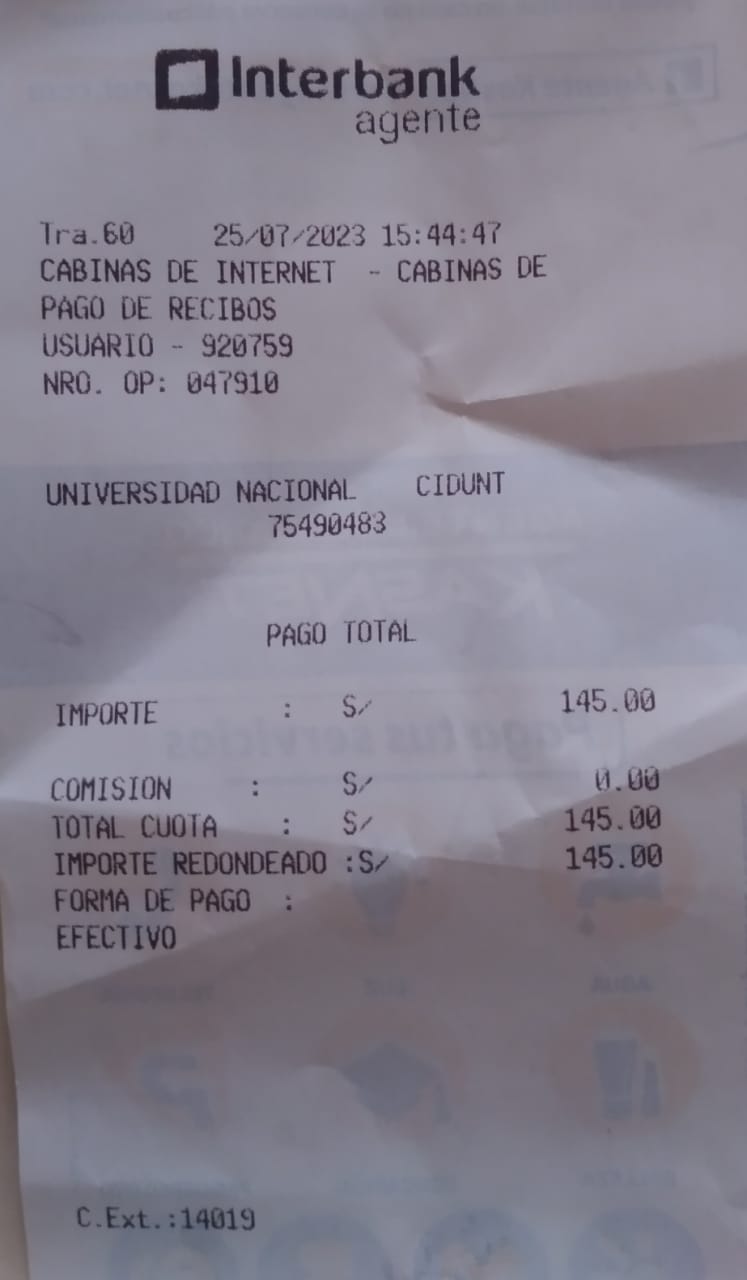 Interbank
agente
Tra.60 25/07/2023 15:44:47
CABINAS DE INTERNET - CABINAS DE
PAGO DE RECIBOS
USUARIO - 920759
NRO. OP: 047910
UNIVERSIDAD NACIONAL CIDUNT
75490483
PAGO TOTAL
IMPORTE : S/ 145.00
COMISION : S/ 0.00
TOTAL CUOTA : S/ 145.00
IMPORTE REDONDEADO :S/ 145.00
FORMA DE PAGO :
EFECTIVO
C.Ext.:14019